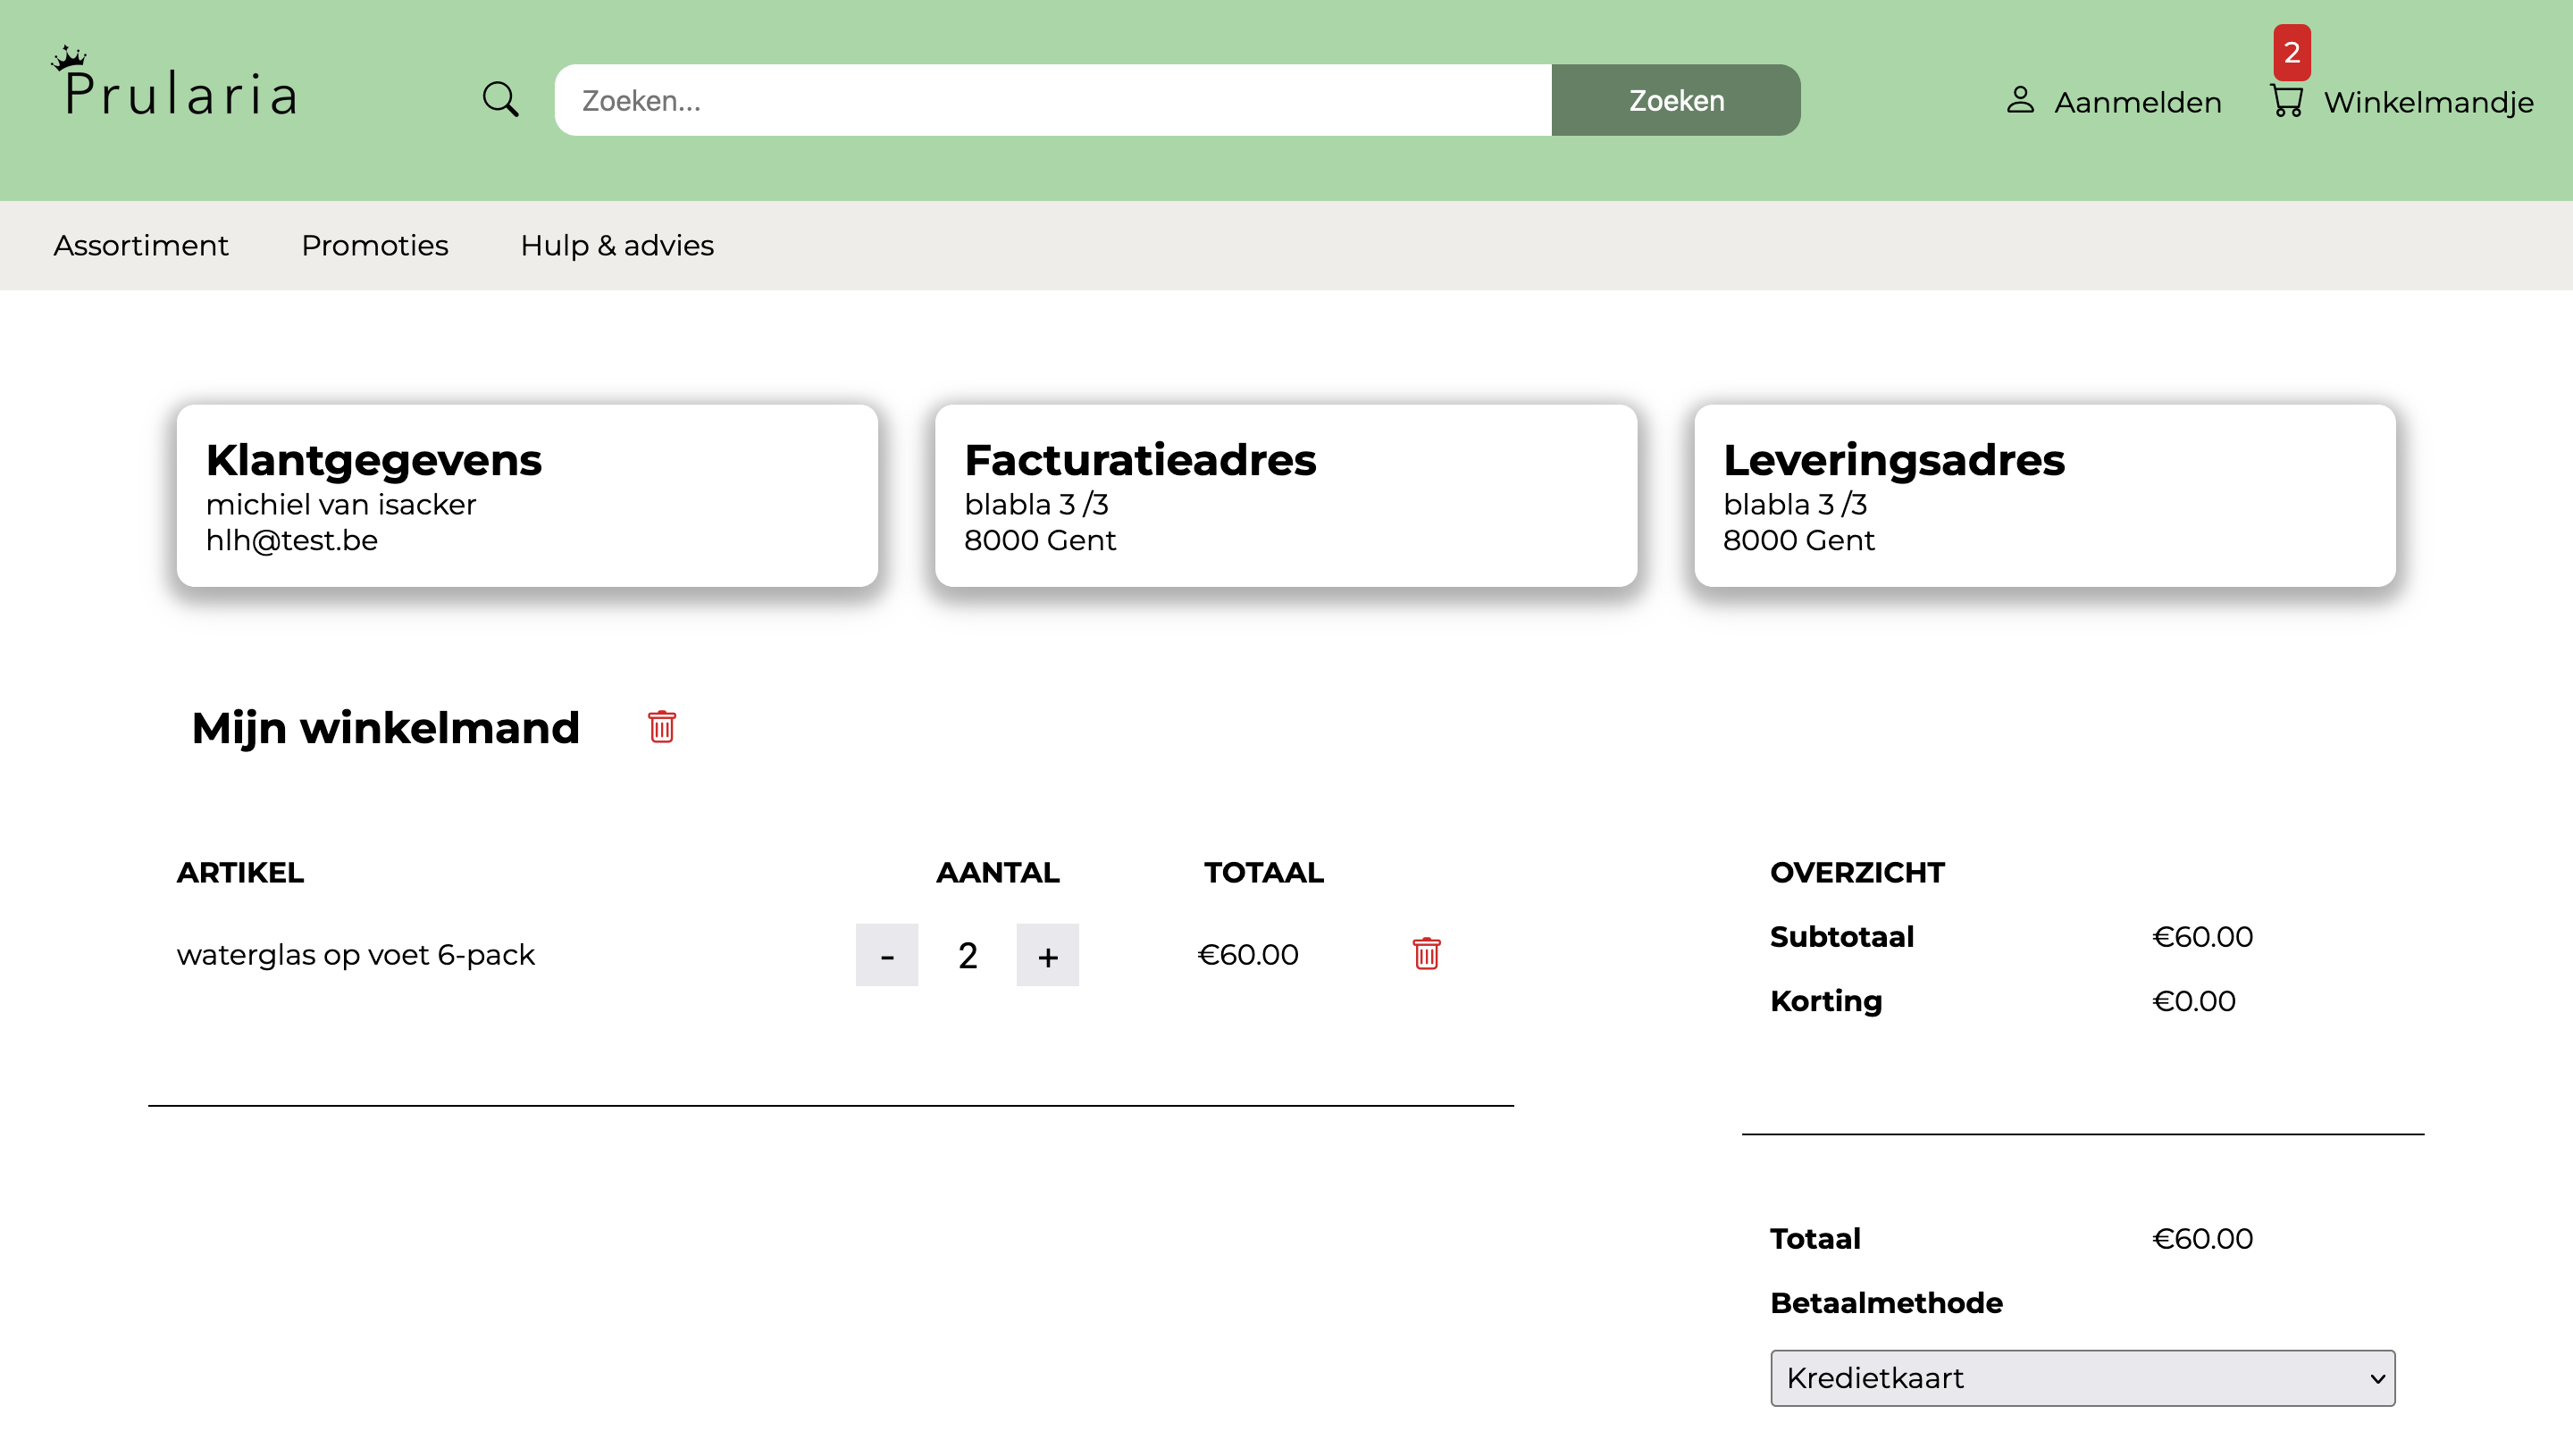 Prularia
Zoeken...
Zoeken
Aanmelden
2
Winkelmandje
Assortiment
Promoties
Hulp & advies
Klantgegevens
michiel van isacker
hlh@test.be
Facturatieadres
blabla 3 /3
8000 Gent
Leveringsadres
blabla 3 /3
8000 Gent
Mijn winkelmand
ARTIKEL
AANTAL
TOTAAL
waterglas op voet 6-pack
-
2
+
€60.00
OVERZICHT
Subtotaal
€60.00
Korting
€0.00
Totaal
€60.00
Betaalmethode
Kredietkaart